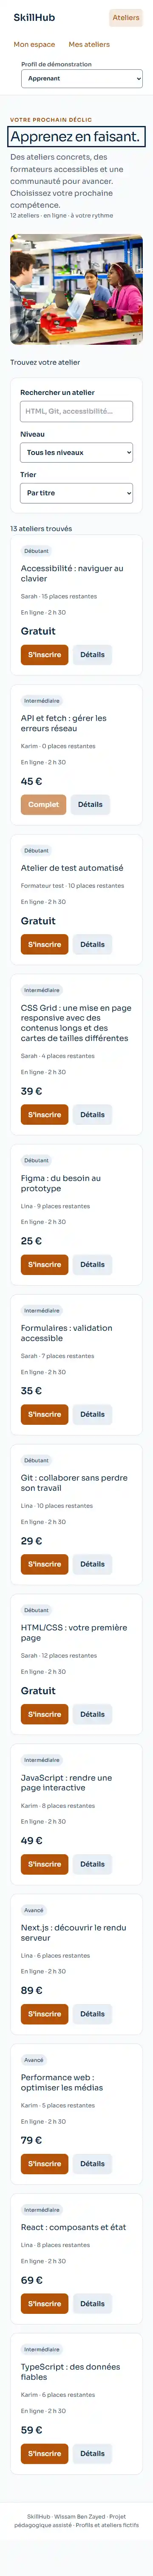 SkillHub
Ateliers
Mon espace
Mes ateliers
Profil de démonstration
Apprenant
VOTRE PROCHAIN DÉCLIC
Apprenez en faisant.
Des ateliers concrets, des
formateurs accessibles et une
communauté pour avancer.
Choisissez votre prochaine
compétence.
12 ateliers · en ligne · à votre rythme
Trouvez votre atelier
Rechercher un atelier
HTML, Git, accessibilité...
Niveau
Tous les niveaux
Trier
Par titre
13 ateliers trouvés
Débutant
Accessibilité : naviguer au
clavier
Sarah · 15 places restantes
En ligne · 2 h 30
Gratuit
S'inscrire
Détails
Intermédiaire
API et fetch : gérer les
erreurs réseau
Karim · 0 places restantes
En ligne · 2 h 30
45 €
Complet
Détails
Débutant
Atelier de test automatisé
Formateur test · 10 places restantes
En ligne · 2 h 30
Gratuit
S'inscrire
Détails
Intermédiaire
CSS Grid : une mise en page
responsive avec des
contenus longs et des
cartes de tailles différentes
Sarah · 4 places restantes
En ligne · 2 h 30
39 €
S'inscrire
Détails
Débutant
Figma : du besoin au
prototype
Lina · 9 places restantes
En ligne · 2 h 30
25 €
S'inscrire
Détails
Intermédiaire
Formulaires : validation
accessible
Sarah · 7 places restantes
En ligne · 2 h 30
35 €
S'inscrire
Détails
Débutant
Git : collaborer sans perdre
son travail
Lina · 10 places restantes
En ligne · 2 h 30
29 €
S'inscrire
Détails
Débutant
HTML/CSS : votre première
page
Sarah · 12 places restantes
En ligne · 2 h 30
Gratuit
S'inscrire
Détails
Intermédiaire
JavaScript : rendre une
page interactive
Karim · 8 places restantes
En ligne · 2 h 30
49 €
S'inscrire
Détails
Avancé
Next.js : découvrir le rendu
serveur
Lina · 6 places restantes
En ligne · 2 h 30
89 €
S'inscrire
Détails
Avancé
Performance web :
optimiser les médias
Karim · 5 places restantes
En ligne · 2 h 30
79 €
S'inscrire
Détails
Intermédiaire
React : composants et état
Lina · 8 places restantes
En ligne · 2 h 30
69 €
S'inscrire
Détails
Intermédiaire
TypeScript : des données
fiables
Karim · 6 places restantes
En ligne · 2 h 30
59 €
S'inscrire
Détails
SkillHub · Wissam Ben Zayed · Projet
pédagogique assisté · Profils et ateliers fictifs